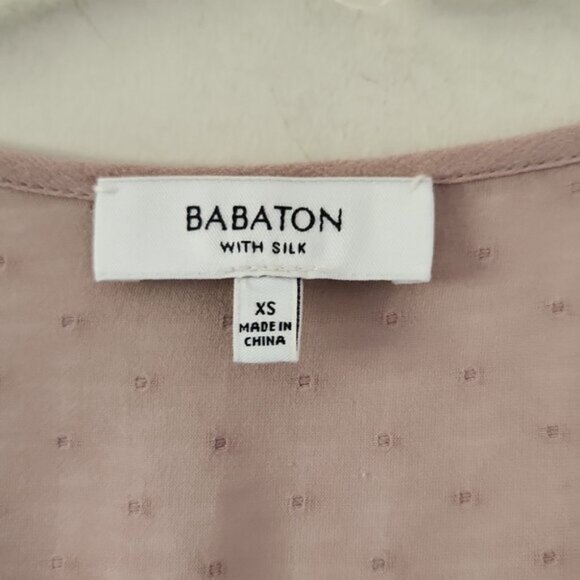 BABATON
WITH SILK
XS
MADE IN
CHINA